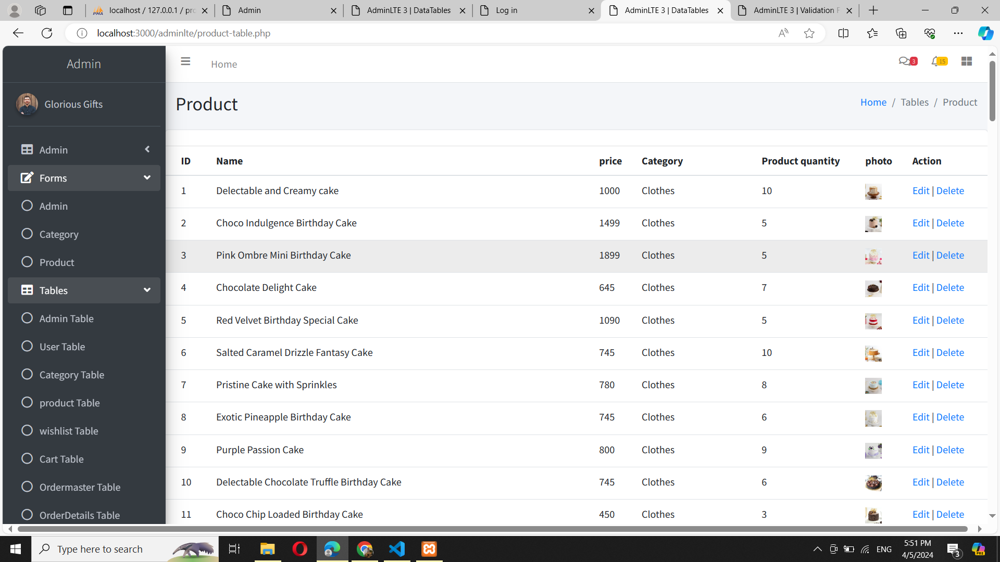 localhost / 127.0.0.1 / pro
Admin
AdminLTE 3 | DataTables
Log in
AdminLTE 3 | DataTables
AdminLTE 3 | Validation F
localhost:3000/adminlte/product-table.php
Admin
Home
3
15
Glorious Gifts
Product
Home / Tables / Product
Admin
Forms
Admin
Category
Product
Tables
Admin Table
User Table
Category Table
product Table
wishlist Table
Cart Table
Ordermaster Table
OrderDetails Table
ID Name price Category Product quantity photo Action
1 Delectable and Creamy cake 1000 Clothes 10 Edit | Delete
2 Choco Indulgence Birthday Cake 1499 Clothes 5 Edit | Delete
3 Pink Ombre Mini Birthday Cake 1899 Clothes 5 Edit | Delete
4 Chocolate Delight Cake 645 Clothes 7 Edit | Delete
5 Red Velvet Birthday Special Cake 1090 Clothes 5 Edit | Delete
6 Salted Caramel Drizzle Fantasy Cake 745 Clothes 10 Edit | Delete
7 Pristine Cake with Sprinkles 780 Clothes 8 Edit | Delete
8 Exotic Pineapple Birthday Cake 745 Clothes 6 Edit | Delete
9 Purple Passion Cake 800 Clothes 9 Edit | Delete
10 Delectable Chocolate Truffle Birthday Cake 745 Clothes 6 Edit | Delete
11 Choco Chip Loaded Birthday Cake 450 Clothes 3 Edit | Delete
Type here to search
ENG
5:51 PM
4/5/2024
3
PRE